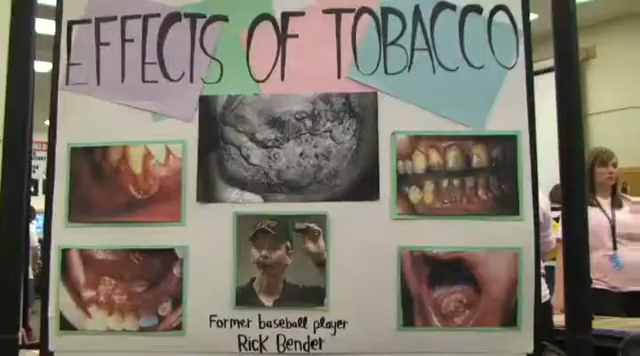 EFFECTS OF TOBACCO
Former baseball player
Rick Bender